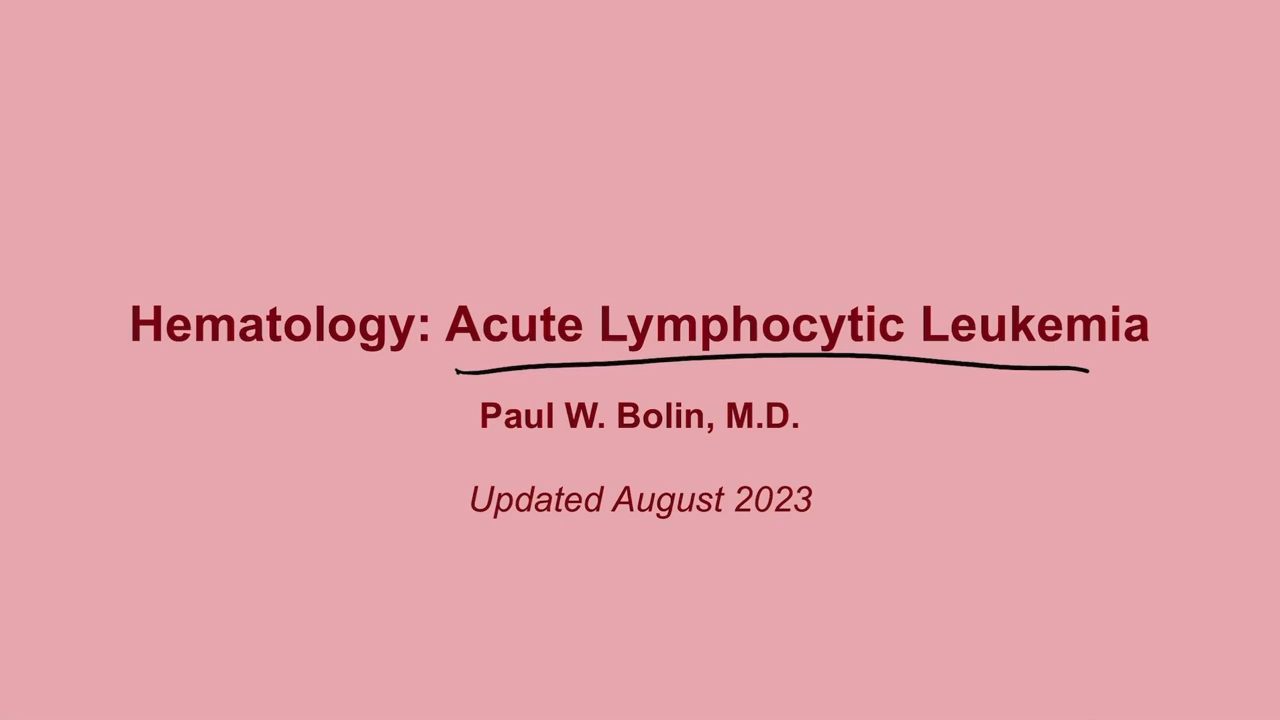 Hematology: Acute Lymphocytic Leukemia
Paul W. Bolin, M.D.
Updated August 2023